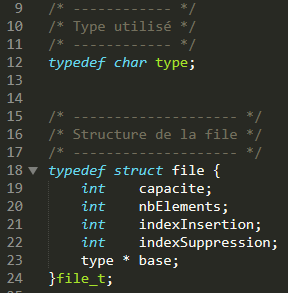 9 /* ------------ */
10 /* Type utilisé */
11 /* ------------ */
12 typedef char type;
13
14
15 /* -------------------- */
16 /* Structure de la file */
17 /* -------------------- */
18 typedef struct file {
19 int capacite;
20 int nbElements;
21 int indexInsertion;
22 int indexSuppression;
23 type * base;
24 }file_t;